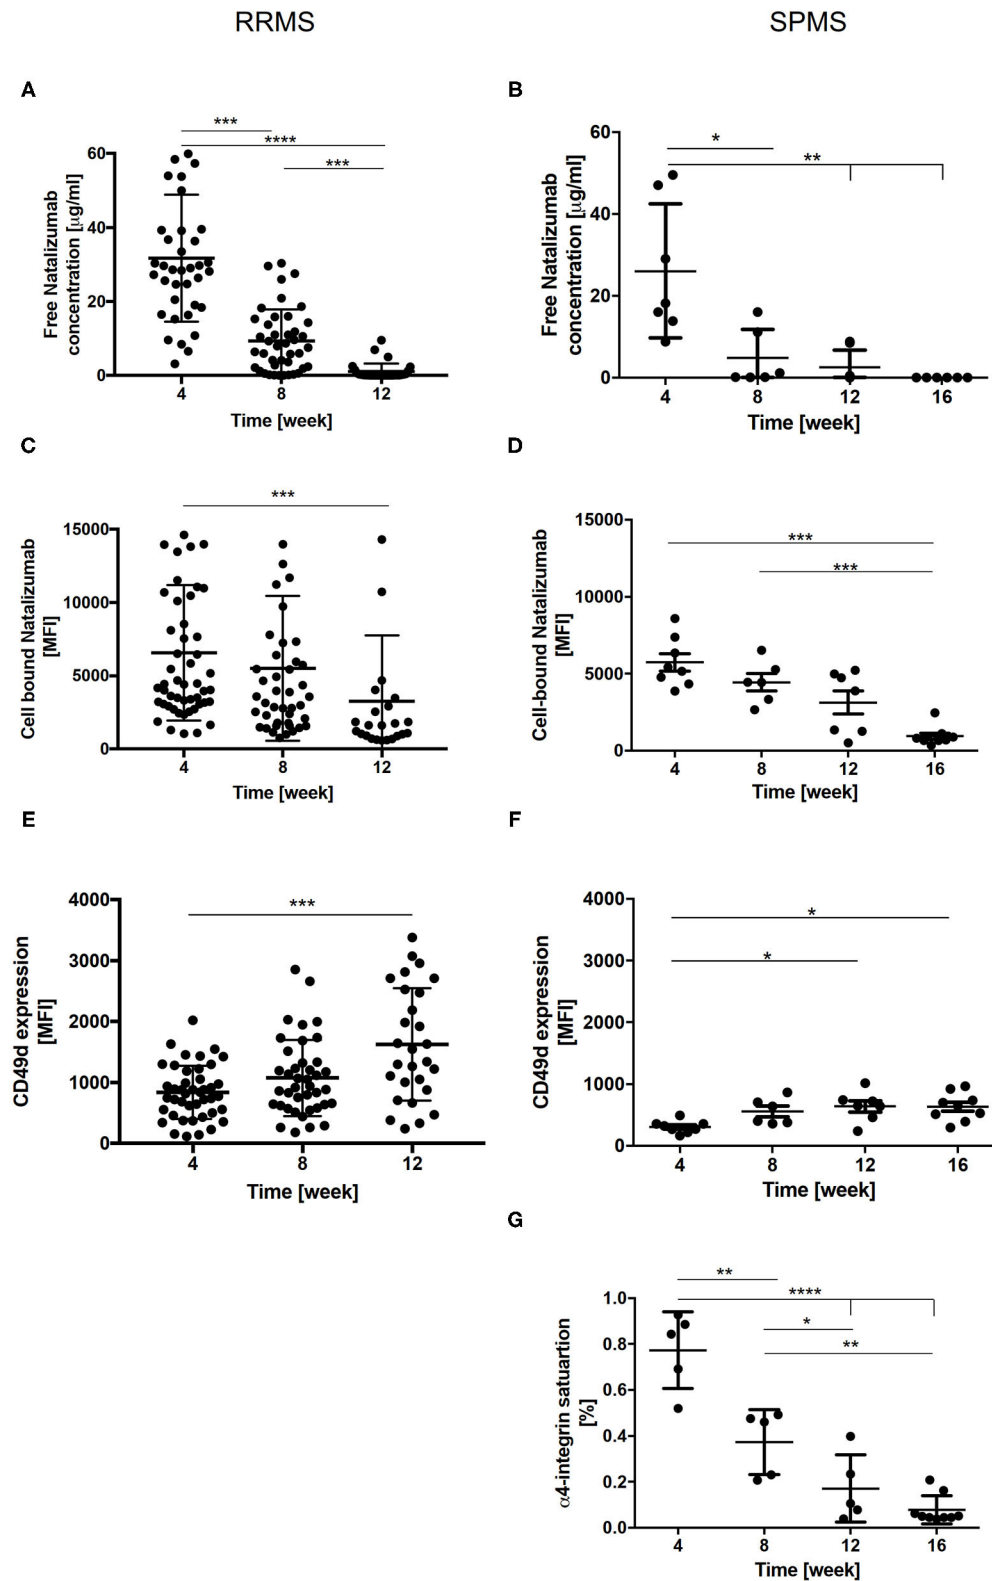 RRMS
SPMS
A
B
***
****
***
60
40
20
0
Free Natalizumab
concentration [µg/ml]
4 8 12
Time [week]
*
**
60
40
20
0
Free Natalizumab
concentration [µg/ml]
4 8 12 16
Time [week]
C
D
***
15000
10000
5000
0
Cell bound Natalizumab
[MFI]
4 8 12
Time [week]
***
***
15000
10000
5000
0
Cell-bound Natalizumab
[MFI]
4 8 12 16
Time [week]
E
F
***
4000
3000
2000
1000
0
CD49d expression
[MFI]
4 8 12
Time [week]
*
*
4000
3000
2000
1000
0
CD49d expression
[MFI]
4 8 12 16
Time [week]
G
**
****
*
**
1.0
0.8
0.6
0.4
0.2
0.0
α4-integrin satuartion
[%]
4 8 12 16
Time [week]